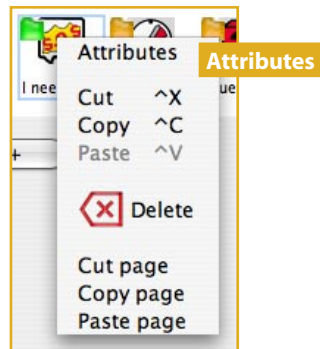 Attributes
Attributes
I nee
ue
Cut ^X
Copy ^C
+
Paste ^V
Delete
Cut page
Copy page
Paste page